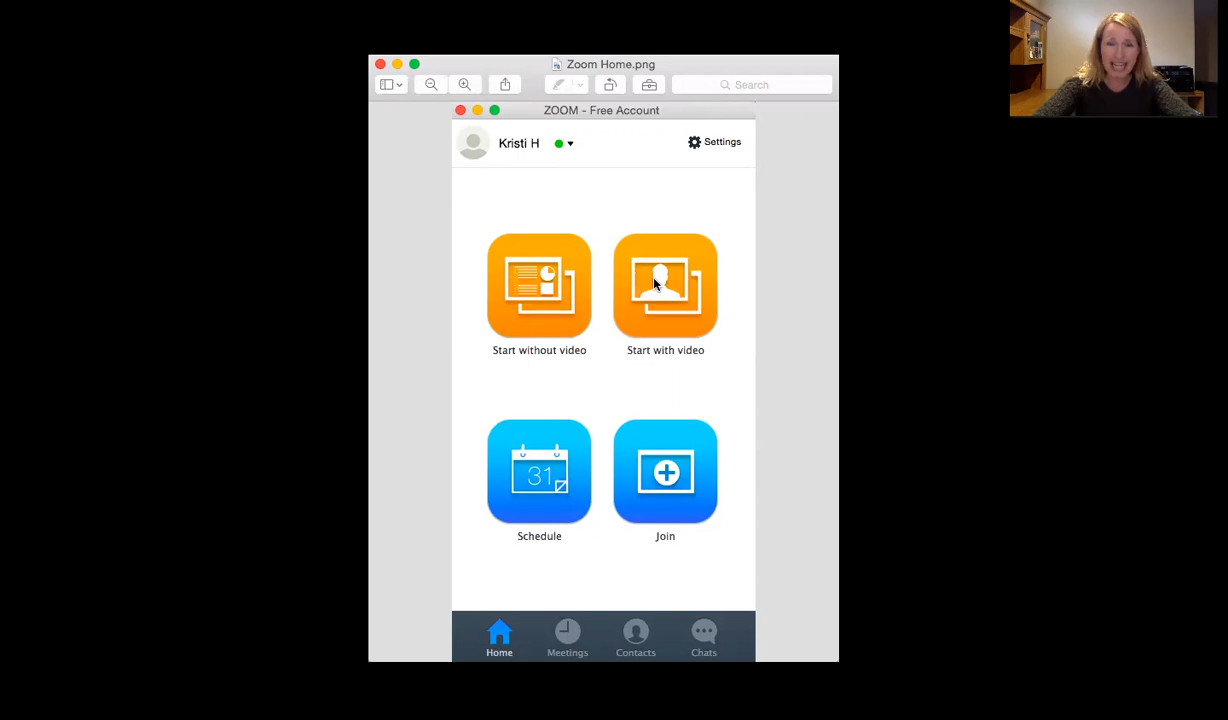 Zoom Home.png
Search
ZOOM - Free Account
Kristi H
Settings
Start without video
Start with video
31
Schedule
Join
Home
Meetings
Contacts
Chats